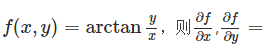 f(x,y) = arctan y/x，则 ∂f/∂x, ∂f/∂y =